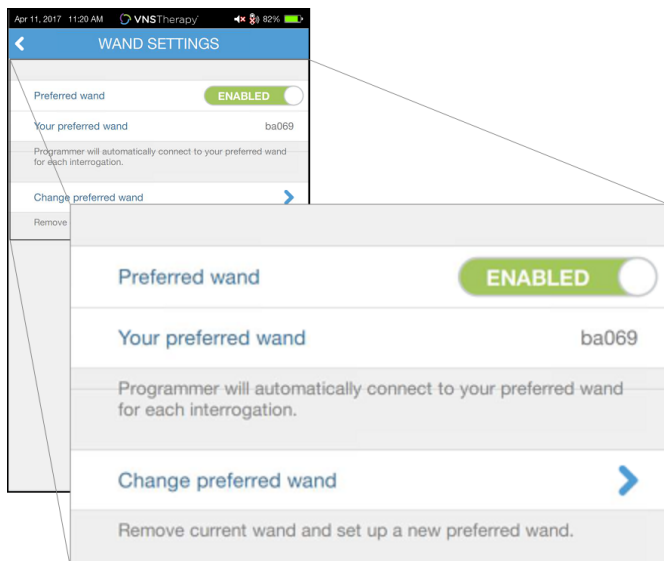 Apr 11, 2017 11:20 AM VNSTherapy 82%
WAND SETTINGS
Preferred wand ENABLED
Your preferred wand ba069
Programmer will automatically connect to your preferred wand
for each interrogation.
Change preferred wand
Remove
Preferred wand ENABLED
Your preferred wand ba069
Programmer will automatically connect to your preferred wand
for each interrogation.
Change preferred wand
Remove current wand and set up a new preferred wand.